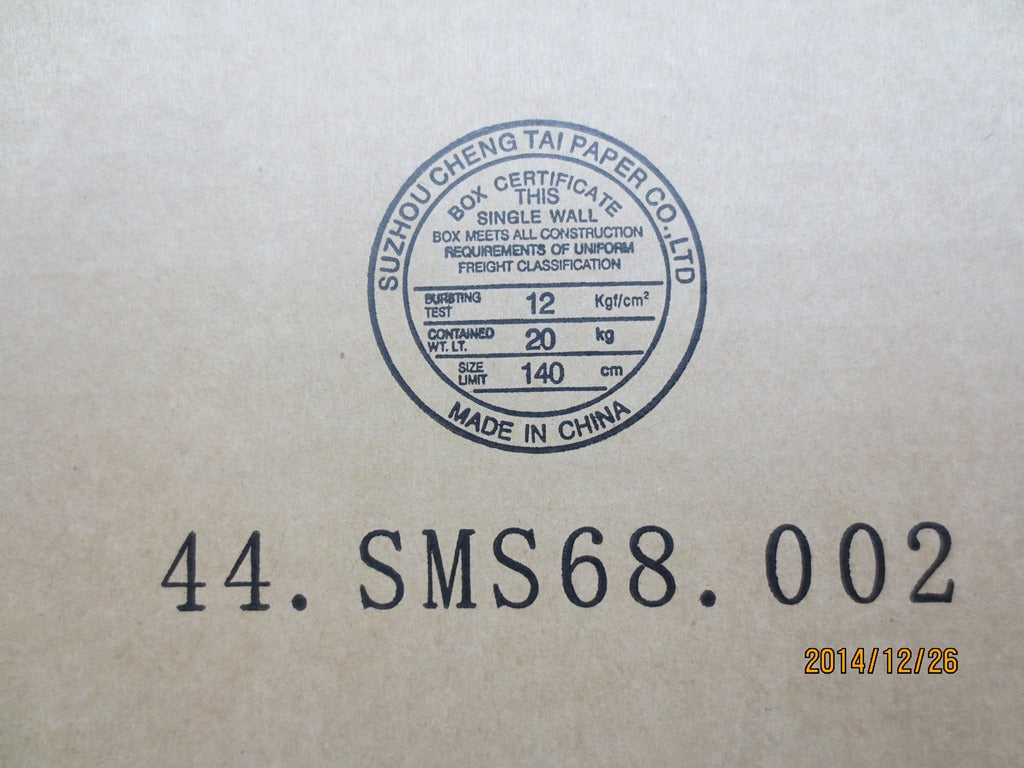 SUZHOU CHENG TAI PAPER CO.,LTD
BOX CERTIFICATE
THIS
SINGLE WALL
BOX MEETS ALL CONSTRUCTION
REQUIREMENTS OF UNIFORM
FREIGHT CLASSIFICATION
BURSTING TEST 12 Kgf/cm²
CONTAINED WT. LT. 20 kg
SIZE LIMIT 140 cm
MADE IN CHINA
44.SMS68.002
2014/12/26